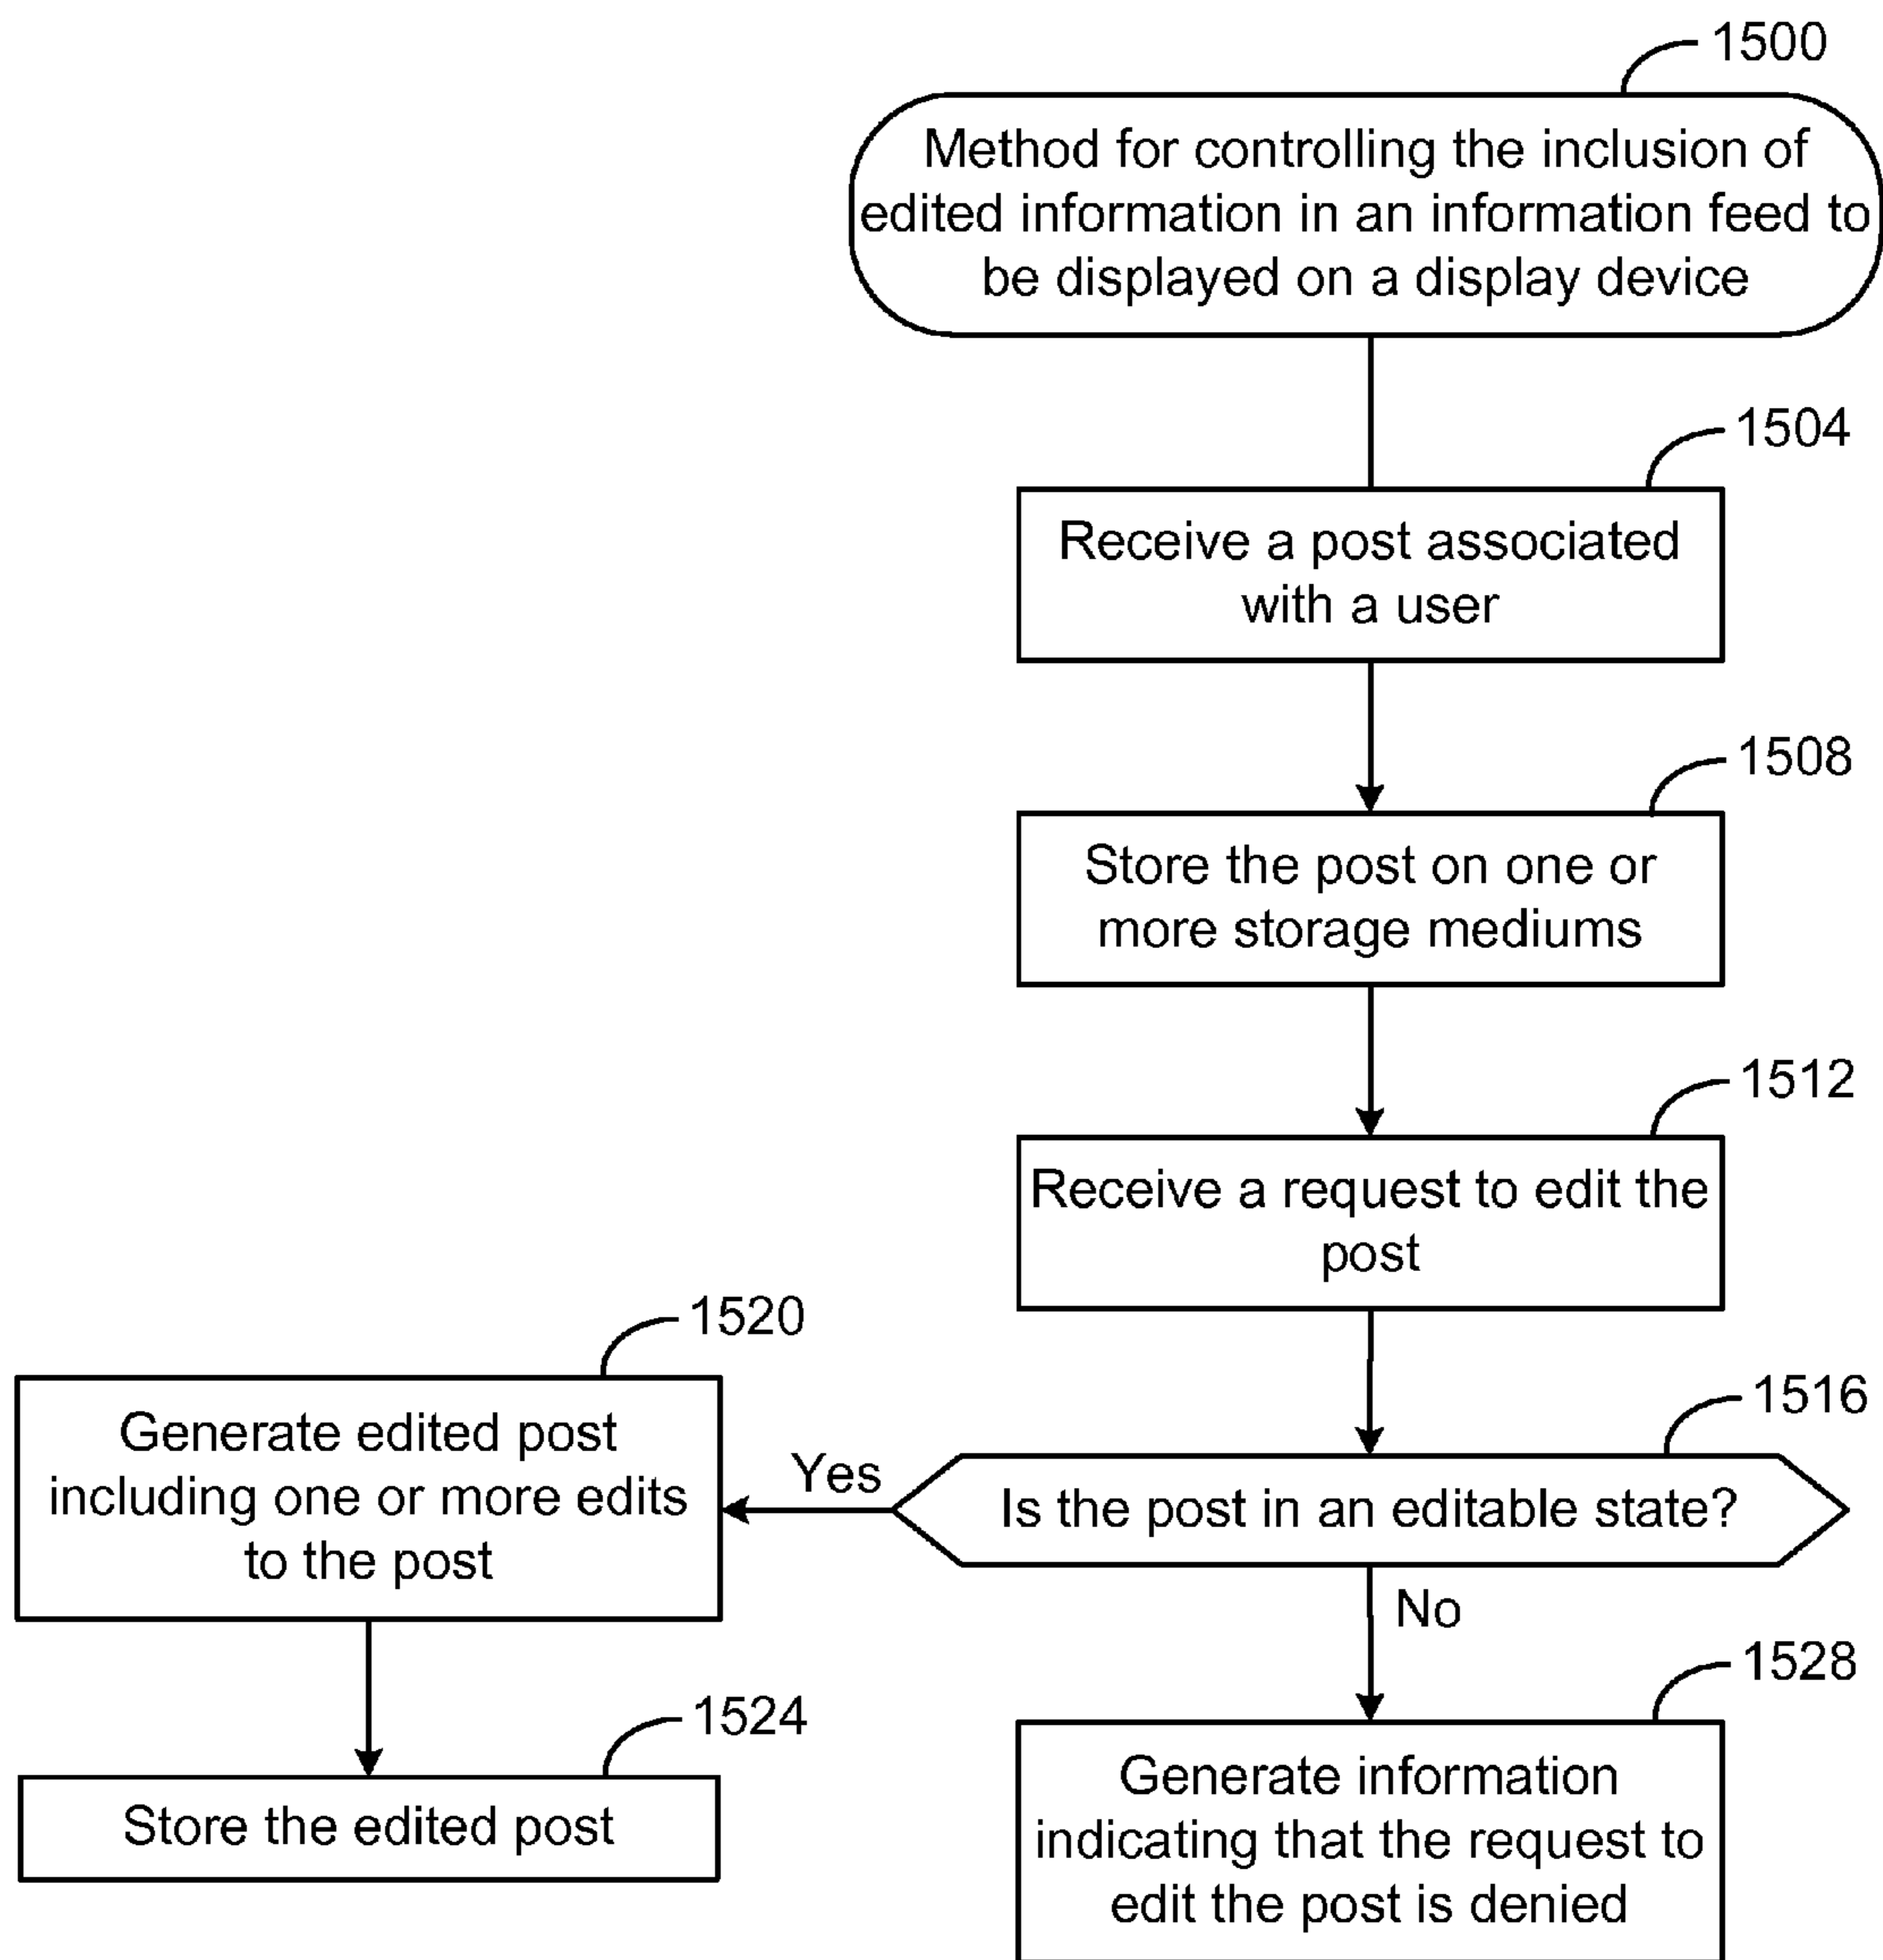 1500
Method for controlling the inclusion of
edited information in an information feed to
be displayed on a display device
1504
Receive a post associated
with a user
1508
Store the post on one or
more storage mediums
1512
Receive a request to edit the
post
1516
Is the post in an editable state?
Yes
1520
Generate edited post
including one or more edits
to the post
1524
Store the edited post
No
1528
Generate information
indicating that the request to
edit the post is denied